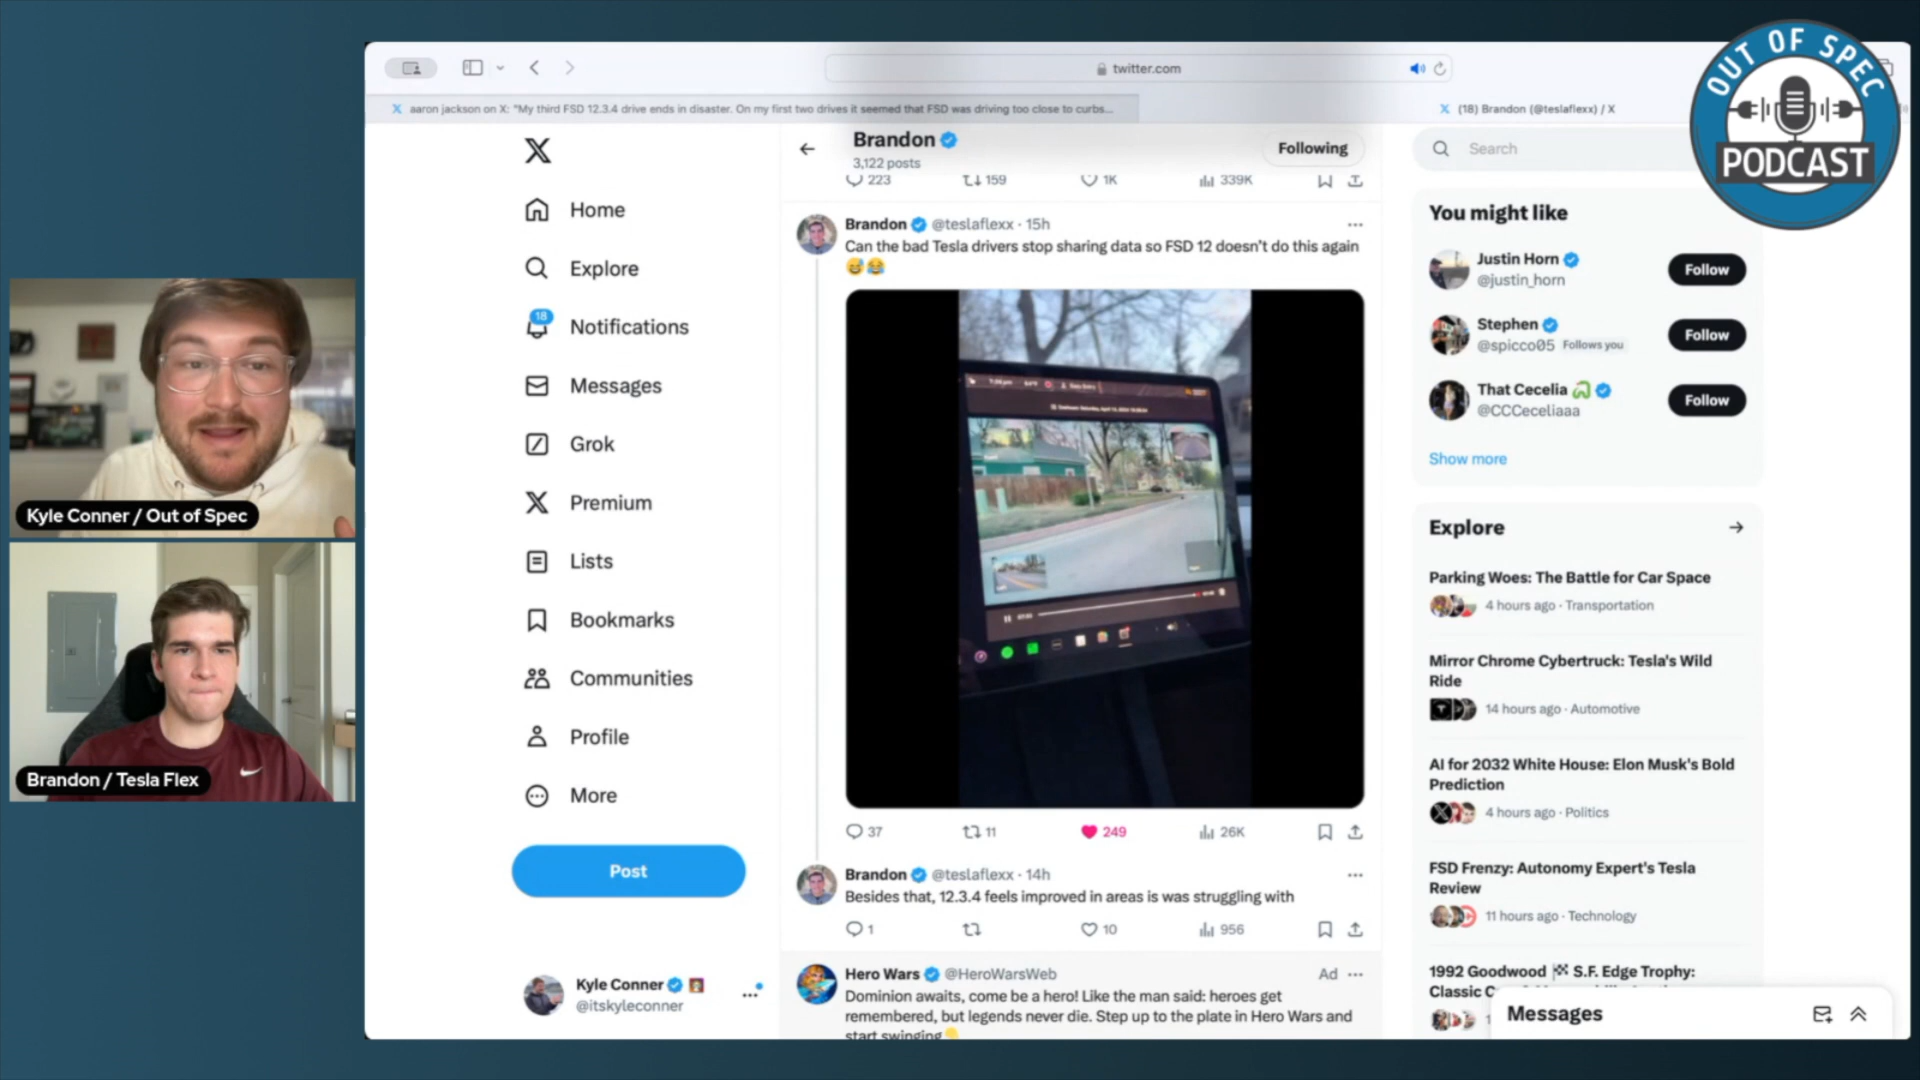 twitter.com
aaron jackson on X: "My third FSD 12.3.4 drive ends in disaster. On my first two drives it seemed that FSD was driving too close to curbs...
(18) Brandon (@teslaflexx) / X
OUT OF SPEC
PODCAST
Home
Explore
18
Notifications
Messages
Grok
Premium
Lists
Bookmarks
Communities
Profile
More
Post
Kyle Conner
@itskyleconner
Brandon
3,122 posts
Following
223 159 1K 339K
Brandon @teslaflexx · 15h
Can the bad Tesla drivers stop sharing data so FSD 12 doesn't do this again
😅😂
37 11 249 26K
Brandon @teslaflexx · 14h
Besides that, 12.3.4 feels improved in areas is was struggling with
1 10 956
Hero Wars @HeroWarsWeb Ad
Dominion awaits, come be a hero! Like the man said: heroes get
remembered, but legends never die. Step up to the plate in Hero Wars and
start swinging
Search
You might like
Justin Horn
@justin_horn
Follow
Stephen
@spicco05 Follows you
Follow
That Cecelia
@CCCeceliaaa
Follow
Show more
Explore
Parking Woes: The Battle for Car Space
4 hours ago · Transportation
Mirror Chrome Cybertruck: Tesla's Wild
Ride
14 hours ago · Automotive
AI for 2032 White House: Elon Musk's Bold
Prediction
4 hours ago · Politics
FSD Frenzy: Autonomy Expert's Tesla
Review
11 hours ago · Technology
1992 Goodwood 🏁 S.F. Edge Trophy:
Messages
Kyle Conner / Out of Spec
Brandon / Tesla Flex